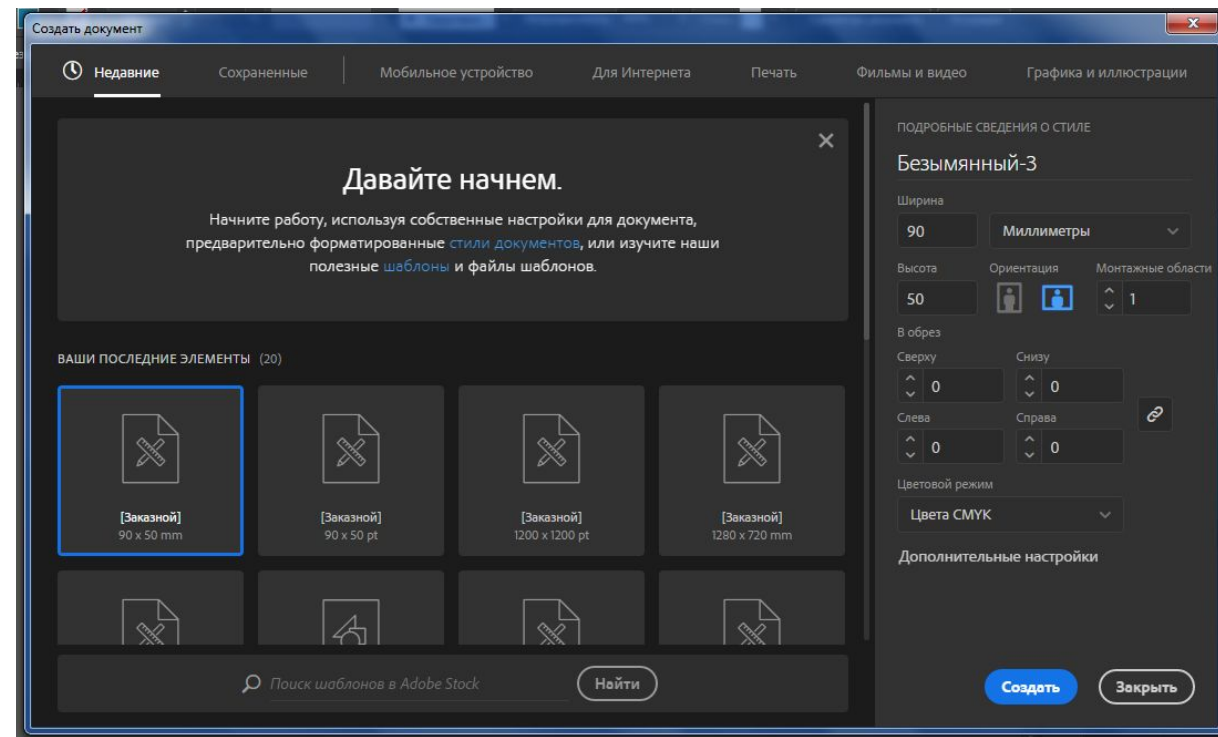 Создать документ
Недавние
Сохраненные
Мобильное устройство
Для Интернета
Печать
Фильмы и видео
Графика и иллюстрации
Давайте начнем.
Начните работу, используя собственные настройки для документа,
предварительно форматированные стили документов, или изучите наши
полезные шаблоны и файлы шаблонов.
ВАШИ ПОСЛЕДНИЕ ЭЛЕМЕНТЫ (20)
[Заказной]
90 x 50 mm
[Заказной]
90 x 50 pt
[Заказной]
1200 x 1200 pt
[Заказной]
1280 x 720 mm
Поиск шаблонов в Adobe Stock
Найти
ПОДРОБНЫЕ СВЕДЕНИЯ О СТИЛЕ
Безымянный-3
Ширина
90 Миллиметры
Высота Ориентация Монтажные области
50 1
В обрез
Сверху Снизу
0 0
Слева Справа
0 0
Цветовой режим
Цвета CMYK
Дополнительные настройки
Создать Закрыть